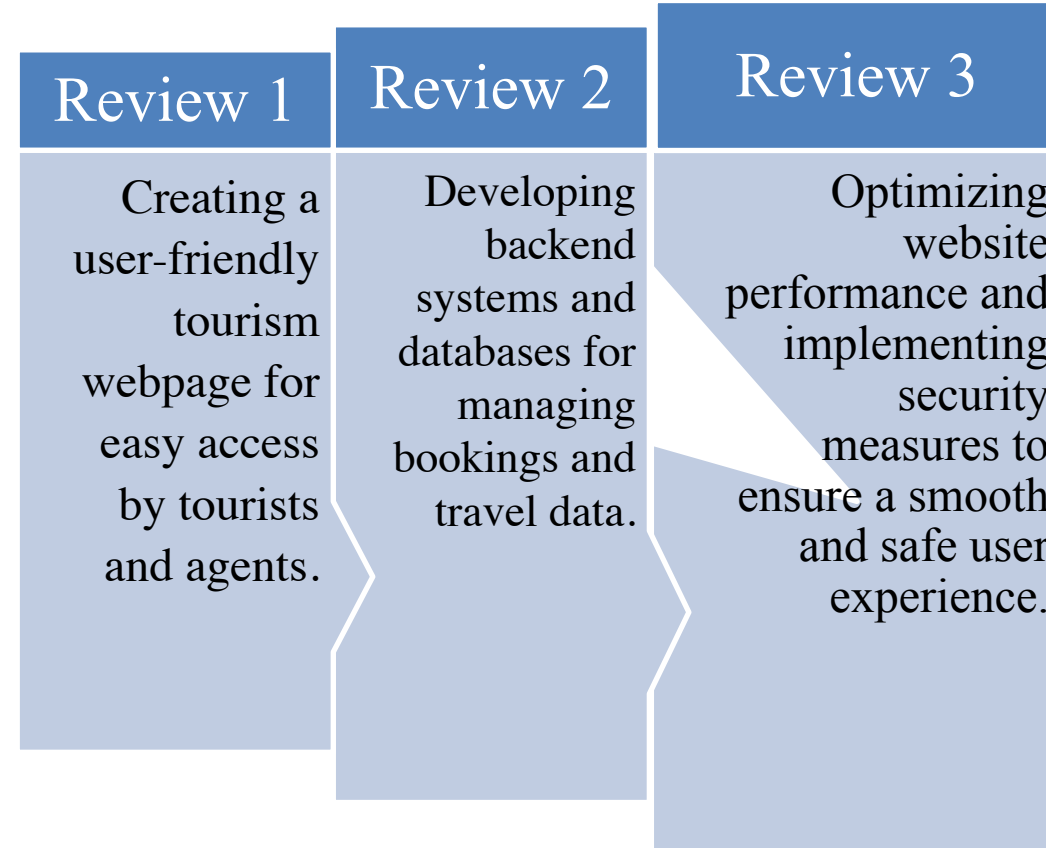 Review 1
Creating a
user-friendly
tourism
webpage for
easy access
by tourists
and agents.
Review 2
Developing
backend
systems and
databases for
managing
bookings and
travel data.
Review 3
Optimizing
website
performance and
implementing
security
measures to
ensure a smooth
and safe user
experience.